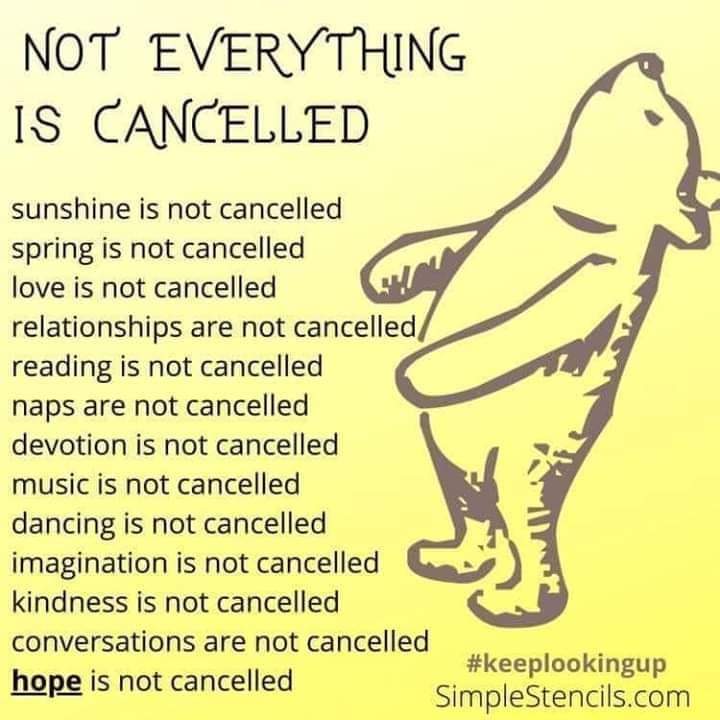 NOT EVERYTHING
IS CANCELLED
sunshine is not cancelled
spring is not cancelled
love is not cancelled
relationships are not cancelled
reading is not cancelled
naps are not cancelled
devotion is not cancelled
music is not cancelled
dancing is not cancelled
imagination is not cancelled
kindness is not cancelled
conversations are not cancelled
hope is not cancelled
#keeplookingup
SimpleStencils.com